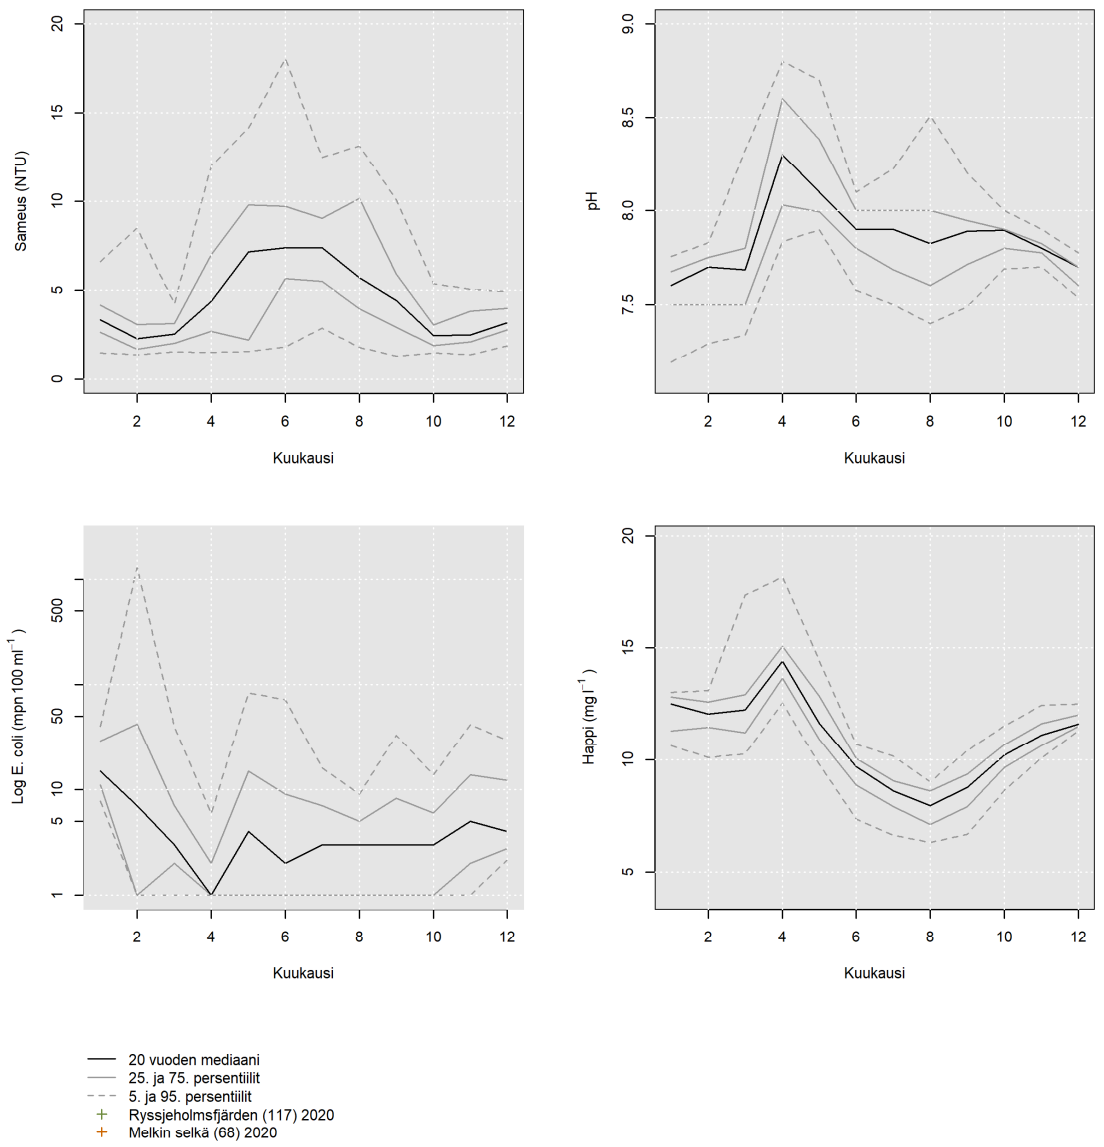 20
15
10
5
0
Sameus (NTU)
2 4 6 8 10 12
Kuukausi
9.0
8.5
8.0
7.5
pH
2 4 6 8 10 12
Kuukausi
500
50
10
5
1
Log E. coli (mpn 100 ml⁻¹ )
2 4 6 8 10 12
Kuukausi
20
15
10
5
Happi (mg l⁻¹ )
2 4 6 8 10 12
Kuukausi
20 vuoden mediaani
25. ja 75. persentiilit
5. ja 95. persentiilit
Ryssjeholmsfjärden (117) 2020
Melkin selkä (68) 2020